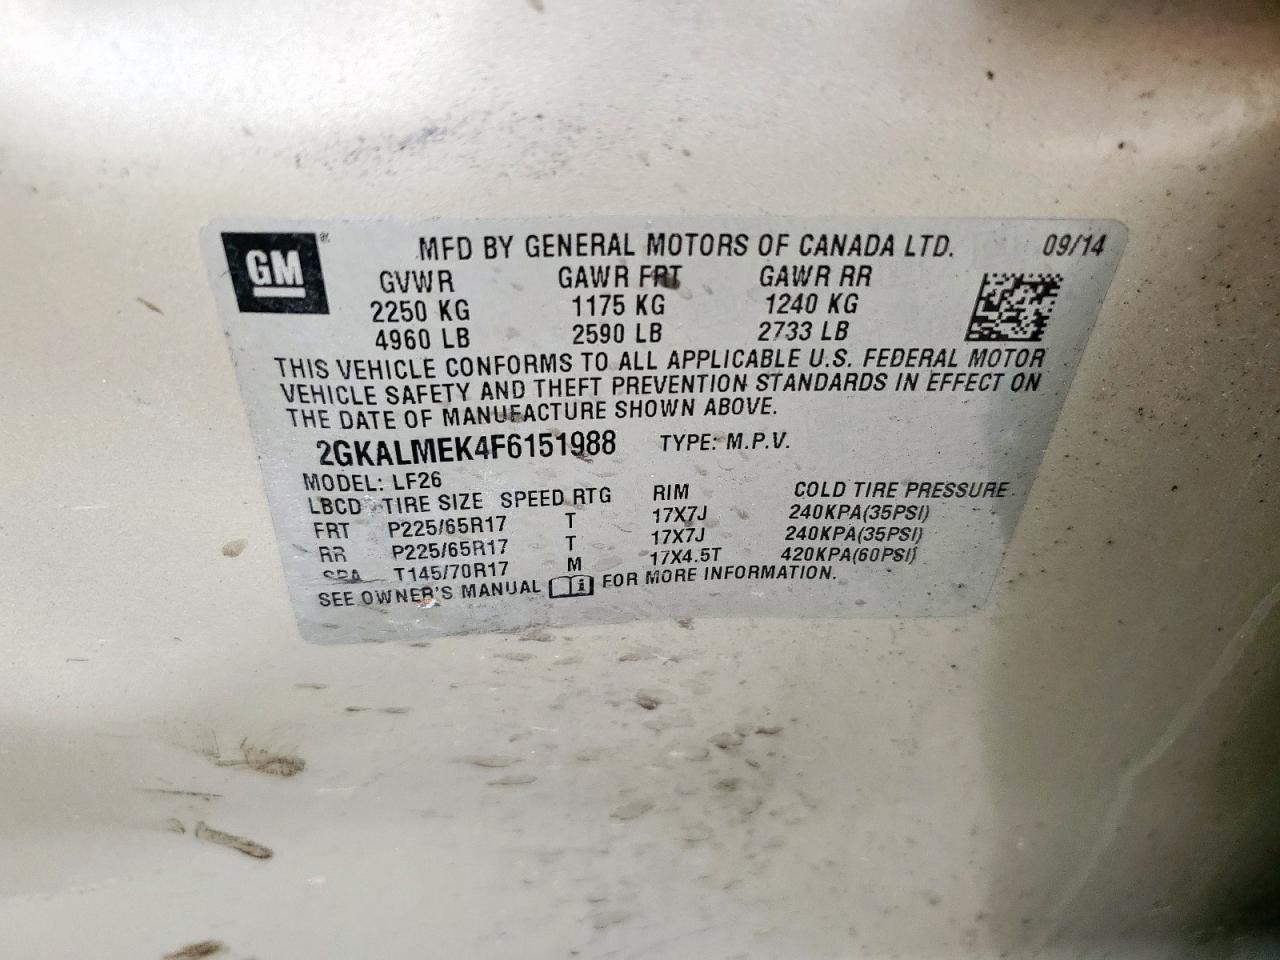 GM® MFD BY GENERAL MOTORS OF CANADA LTD. 09/14
GVWR GAWR FRT GAWR RR
2250 KG 1175 KG 1240 KG
4960 LB 2590 LB 2733 LB
THIS VEHICLE CONFORMS TO ALL APPLICABLE U.S. FEDERAL MOTOR
VEHICLE SAFETY AND THEFT PREVENTION STANDARDS IN EFFECT ON
THE DATE OF MANUFACTURE SHOWN ABOVE.
2GKALMEK4F6151988 TYPE: M.P.V.
MODEL: LF26
LBCD TIRE SIZE SPEED RTG RIM COLD TIRE PRESSURE
FRT P225/65R17 T 17X7J 240KPA(35PSI)
RR P225/65R17 T 17X7J 240KPA(35PSI)
SPA T145/70R17 M 17X4.5T 420KPA(60PSI)
SEE OWNER'S MANUAL FOR MORE INFORMATION.